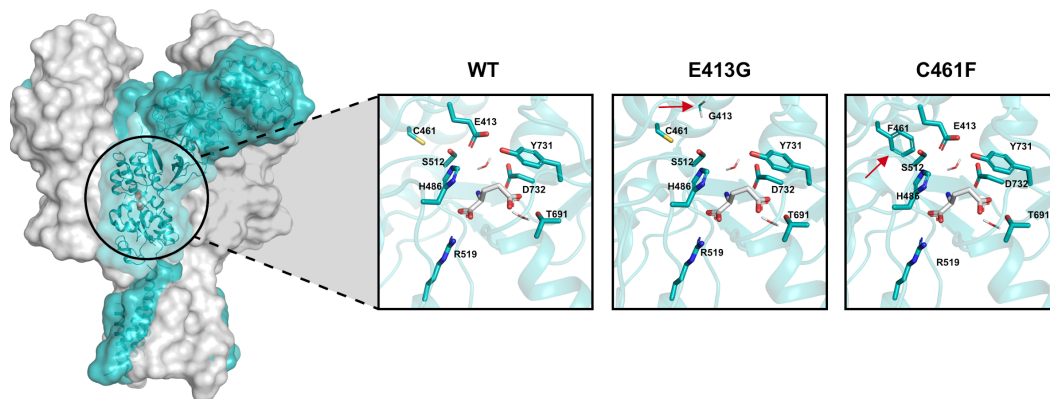 WT
E413G
C461F
E413
C461
S512
Y731
H486
D732
T691
R519
G413
C461
S512
Y731
H486
D732
T691
R519
F461
E413
S512
Y731
H486
D732
T691
R519